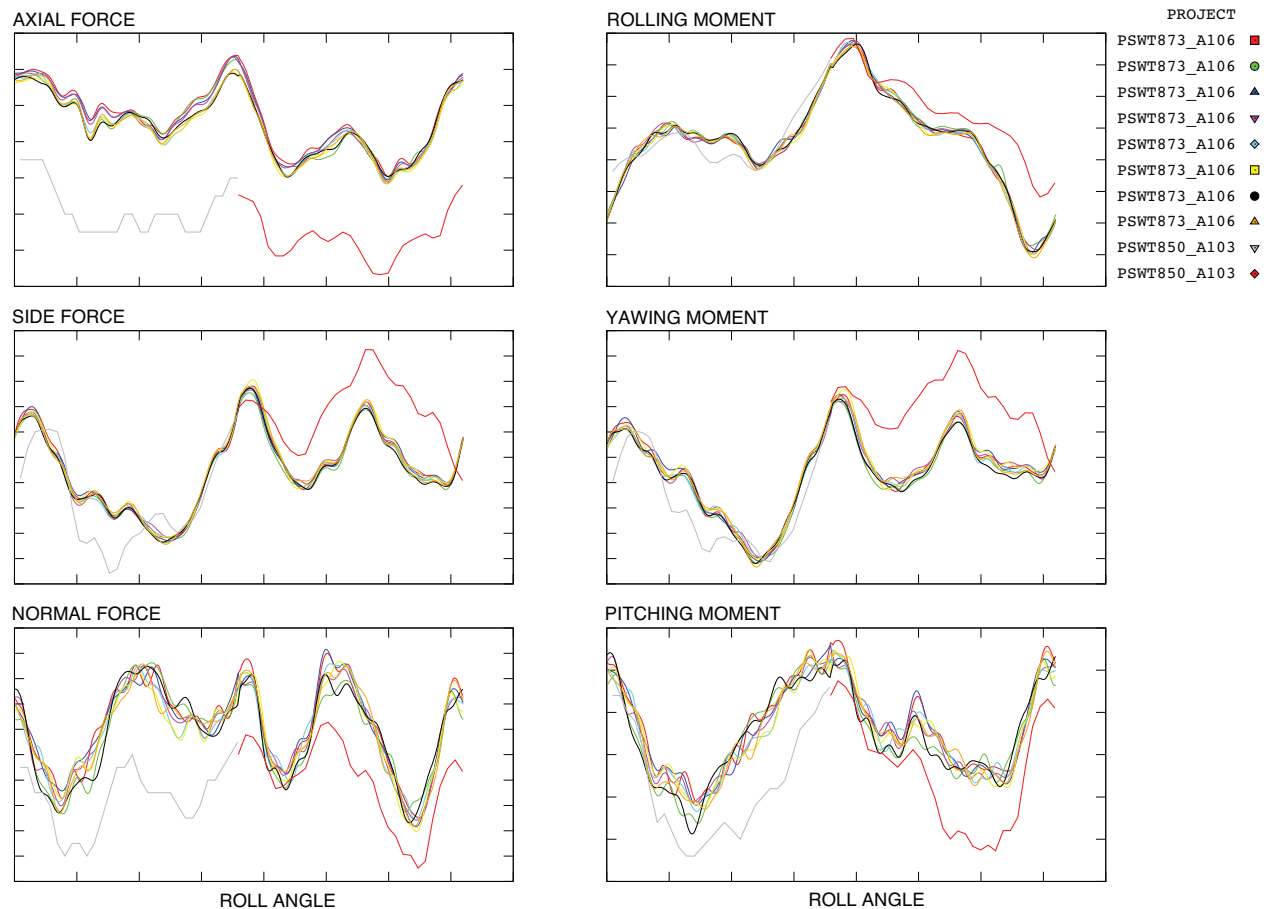 AXIAL FORCE
ROLLING MOMENT
PROJECT
PSWT873_A106
PSWT873_A106
PSWT873_A106
PSWT873_A106
PSWT873_A106
PSWT873_A106
PSWT873_A106
PSWT873_A106
PSWT850_A103
PSWT850_A103
SIDE FORCE
YAWING MOMENT
NORMAL FORCE
PITCHING MOMENT
ROLL ANGLE
ROLL ANGLE